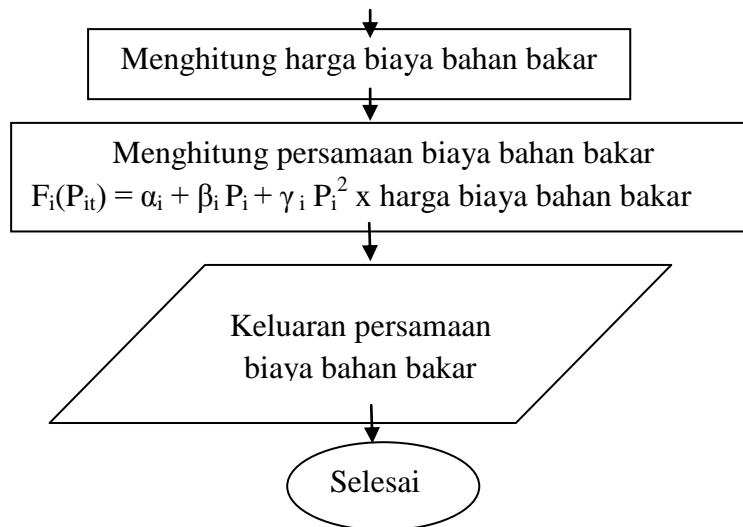 Menghitung harga biaya bahan bakar
Menghitung persamaan biaya bahan bakar
Fᵢ(Pᵢₜ) = αᵢ + βᵢ Pᵢ + γ ᵢ Pᵢ² x harga biaya bahan bakar
Keluaran persamaan
biaya bahan bakar
Selesai